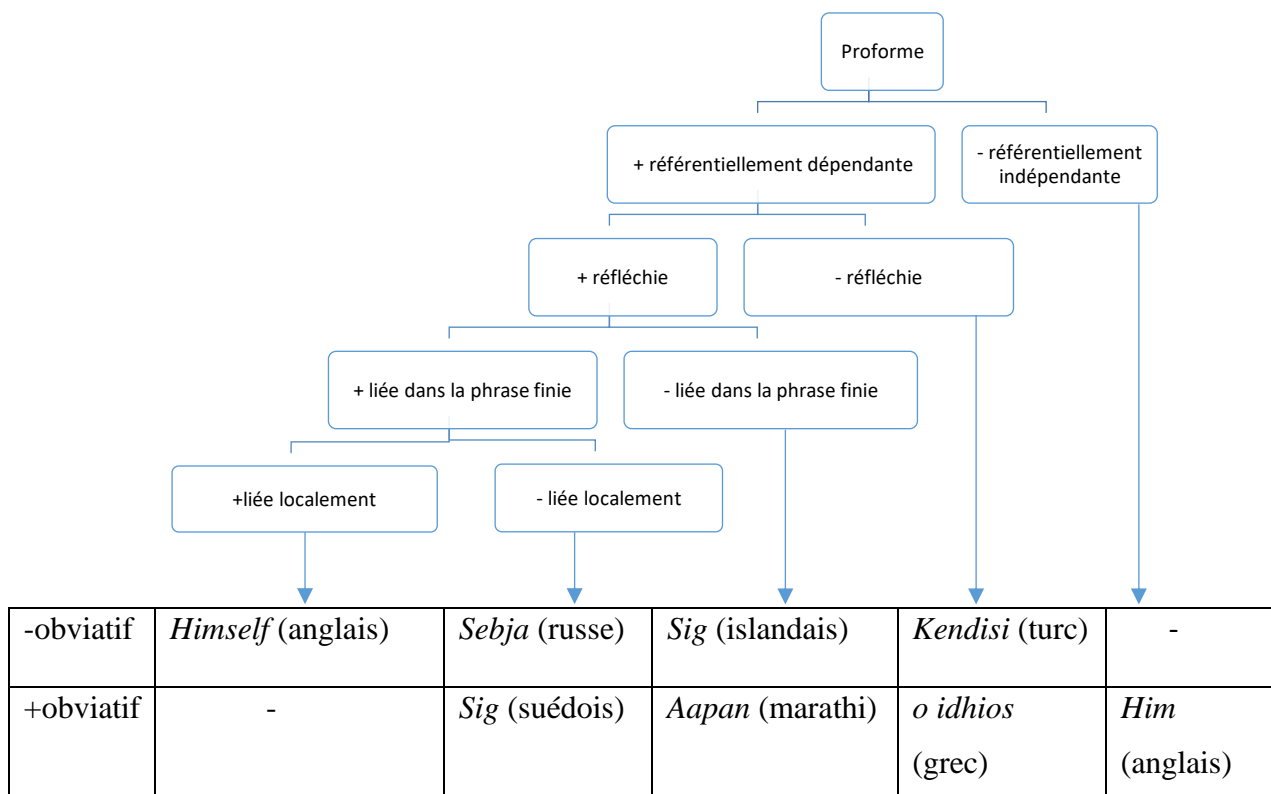 Proforme
+ référentiellement dépendante
- référentiellement
indépendante
+ réfléchie
- réfléchie
+ liée dans la phrase finie
- liée dans la phrase finie
+liée localement
- liée localement
-obviatif Himself (anglais) Sebja (russe) Sig (islandais) Kendisi (turc) -
+obviatif - Sig (suédois) Aapan (marathi) o idhios Him
(grec) (anglais)